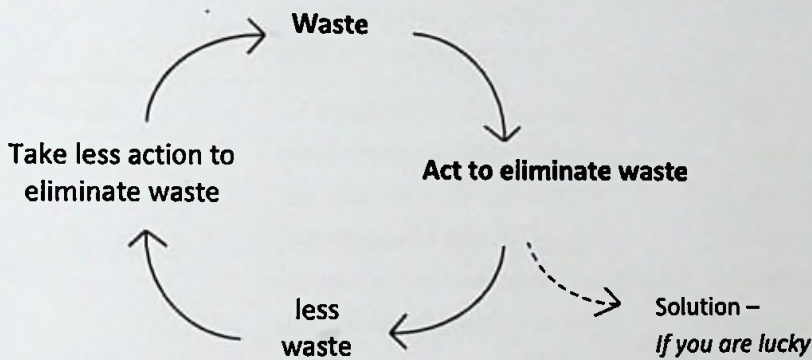 Waste
Act to eliminate waste
Solution –
If you are lucky
less
waste
Take less action to
eliminate waste